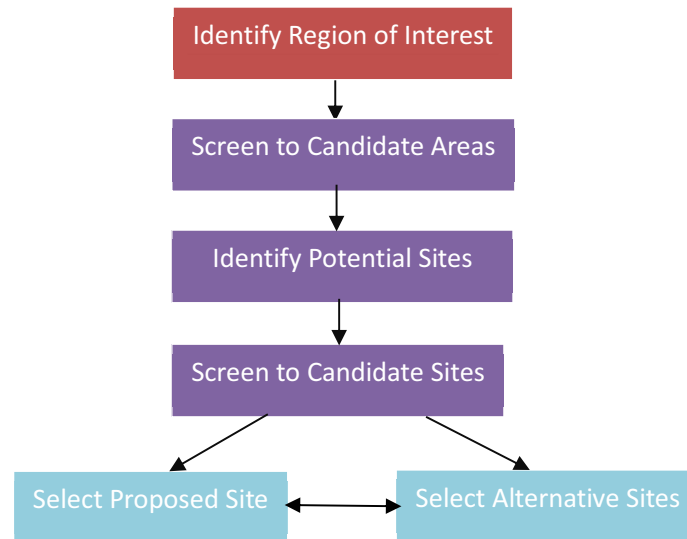 Identify Region of Interest
Screen to Candidate Areas
Identify Potential Sites
Screen to Candidate Sites
Select Proposed Site
Select Alternative Sites